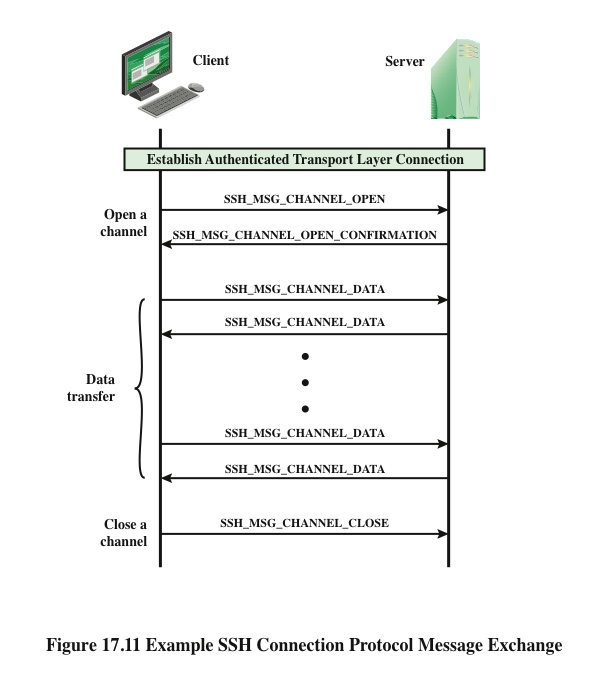 Client
Server
Establish Authenticated Transport Layer Connection
SSH_MSG_CHANNEL_OPEN
Open a
channel
SSH_MSG_CHANNEL_OPEN_CONFIRMATION
SSH_MSG_CHANNEL_DATA
SSH_MSG_CHANNEL_DATA
Data
transfer
SSH_MSG_CHANNEL_DATA
SSH_MSG_CHANNEL_DATA
Close a
channel
SSH_MSG_CHANNEL_CLOSE
Figure 17.11 Example SSH Connection Protocol Message Exchange